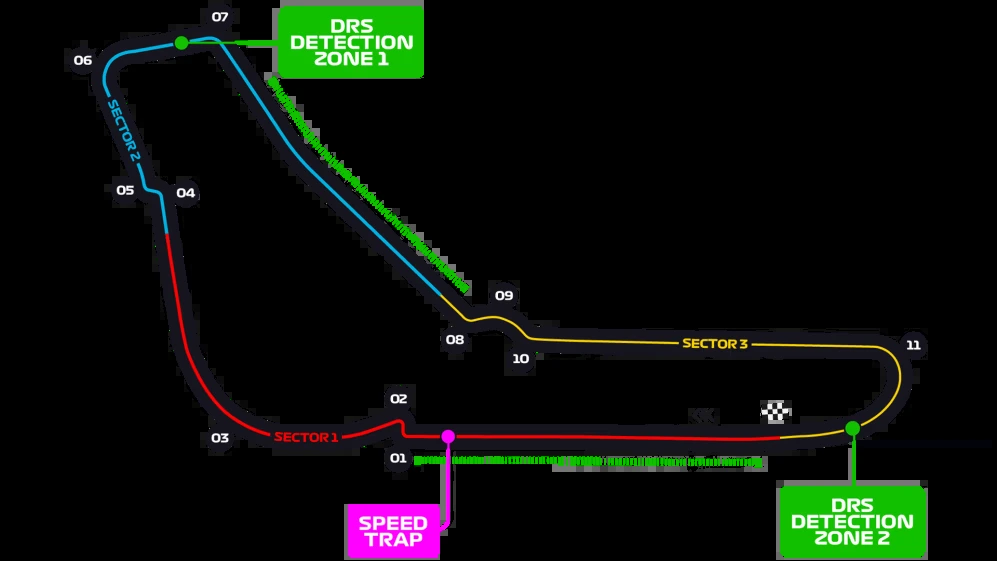 07
DRS
DETECTION
ZONE 1
06
SECTOR 2
05
04
09
08
10
SECTOR 3
11
02
03
SECTOR 1
01
SPEED
TRAP
DRS
DETECTION
ZONE 2